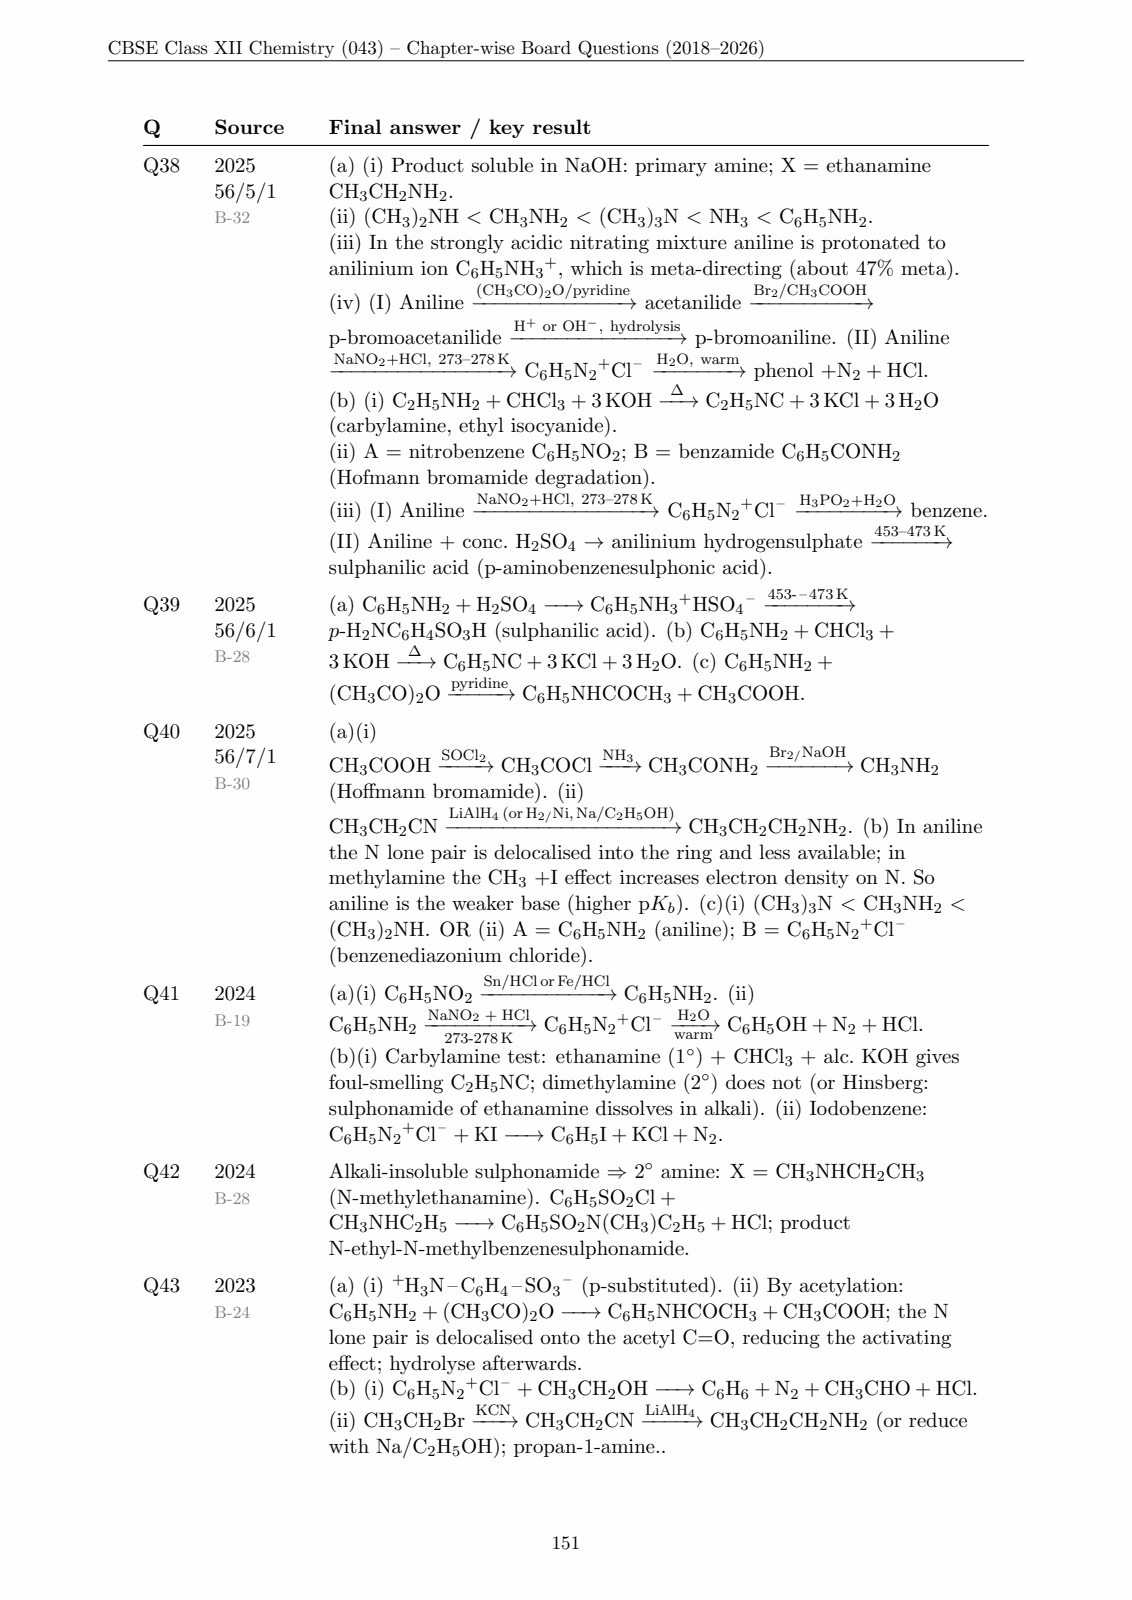 CBSE Class XII Chemistry (043) – Chapter-wise Board Questions (2018–2026)
Q Source Final answer / key result
Q38 2025 (a) (i) Product soluble in NaOH: primary amine; X = ethanamine
56/5/1 CH₃CH₂NH₂.
B-32 (ii) (CH₃)₂NH < CH₃NH₂ < (CH₃)₃N < NH₃ < C₆H₅NH₂.
(iii) In the strongly acidic nitrating mixture aniline is protonated to
anilinium ion C₆H₅NH₃⁺, which is meta-directing (about 47% meta).
(iv) (I) Aniline —(CH₃CO)₂O/pyridine→ acetanilide —Br₂/CH₃COOH→
p-bromoacetanilide —H⁺ or OH⁻, hydrolysis→ p-bromoaniline. (II) Aniline
—NaNO₂+HCl, 273–278 K→ C₆H₅N₂⁺Cl⁻ —H₂O, warm→ phenol +N₂ + HCl.
(b) (i) C₂H₅NH₂ + CHCl₃ + 3 KOH —Δ→ C₂H₅NC + 3 KCl + 3 H₂O
(carbylamine, ethyl isocyanide).
(ii) A = nitrobenzene C₆H₅NO₂; B = benzamide C₆H₅CONH₂
(Hofmann bromamide degradation).
(iii) (I) Aniline —NaNO₂+HCl, 273–278 K→ C₆H₅N₂⁺Cl⁻ —H₃PO₂+H₂O→ benzene.
(II) Aniline + conc. H₂SO₄ → anilinium hydrogensulphate —453–473 K→
sulphanilic acid (p-aminobenzenesulphonic acid).
Q39 2025 (a) C₆H₅NH₂ + H₂SO₄ ⟶ C₆H₅NH₃⁺HSO₄⁻ —453-–473 K→
56/6/1 p-H₂NC₆H₄SO₃H (sulphanilic acid). (b) C₆H₅NH₂ + CHCl₃ +
B-28 3 KOH —Δ→ C₆H₅NC + 3 KCl + 3 H₂O. (c) C₆H₅NH₂ +
(CH₃CO)₂O —pyridine→ C₆H₅NHCOCH₃ + CH₃COOH.
Q40 2025 (a)(i)
56/7/1 CH₃COOH —SOCl₂→ CH₃COCl —NH₃→ CH₃CONH₂ —Br₂/NaOH→ CH₃NH₂
B-30 (Hoffmann bromamide). (ii)
CH₃CH₂CN —LiAlH₄ (or H₂/Ni, Na/C₂H₅OH)→ CH₃CH₂CH₂NH₂. (b) In aniline
the N lone pair is delocalised into the ring and less available; in
methylamine the CH₃ +I effect increases electron density on N. So
aniline is the weaker base (higher pK_b). (c)(i) (CH₃)₃N < CH₃NH₂ <
(CH₃)₂NH. OR (ii) A = C₆H₅NH₂ (aniline); B = C₆H₅N₂⁺Cl⁻
(benzenediazonium chloride).
Q41 2024 (a)(i) C₆H₅NO₂ —Sn/HCl or Fe/HCl→ C₆H₅NH₂. (ii)
B-19 C₆H₅NH₂ —NaNO₂ + HCl 273-278 K→ C₆H₅N₂⁺Cl⁻ —H₂O warm→ C₆H₅OH + N₂ + HCl.
(b)(i) Carbylamine test: ethanamine (1°) + CHCl₃ + alc. KOH gives
foul-smelling C₂H₅NC; dimethylamine (2°) does not (or Hinsberg:
sulphonamide of ethanamine dissolves in alkali). (ii) Iodobenzene:
C₆H₅N₂⁺Cl⁻ + KI ⟶ C₆H₅I + KCl + N₂.
Q42 2024 Alkali-insoluble sulphonamide ⇒ 2° amine: X = CH₃NHCH₂CH₃
B-28 (N-methylethanamine). C₆H₅SO₂Cl +
CH₃NHC₂H₅ ⟶ C₆H₅SO₂N(CH₃)C₂H₅ + HCl; product
N-ethyl-N-methylbenzenesulphonamide.
Q43 2023 (a) (i) ⁺H₃N–C₆H₄–SO₃⁻ (p-substituted). (ii) By acetylation:
B-24 C₆H₅NH₂ + (CH₃CO)₂O ⟶ C₆H₅NHCOCH₃ + CH₃COOH; the N
lone pair is delocalised onto the acetyl C=O, reducing the activating
effect; hydrolyse afterwards.
(b) (i) C₆H₅N₂⁺Cl⁻ + CH₃CH₂OH ⟶ C₆H₆ + N₂ + CH₃CHO + HCl.
(ii) CH₃CH₂Br —KCN→ CH₃CH₂CN —LiAlH₄→ CH₃CH₂CH₂NH₂ (or reduce
with Na/C₂H₅OH); propan-1-amine..
151